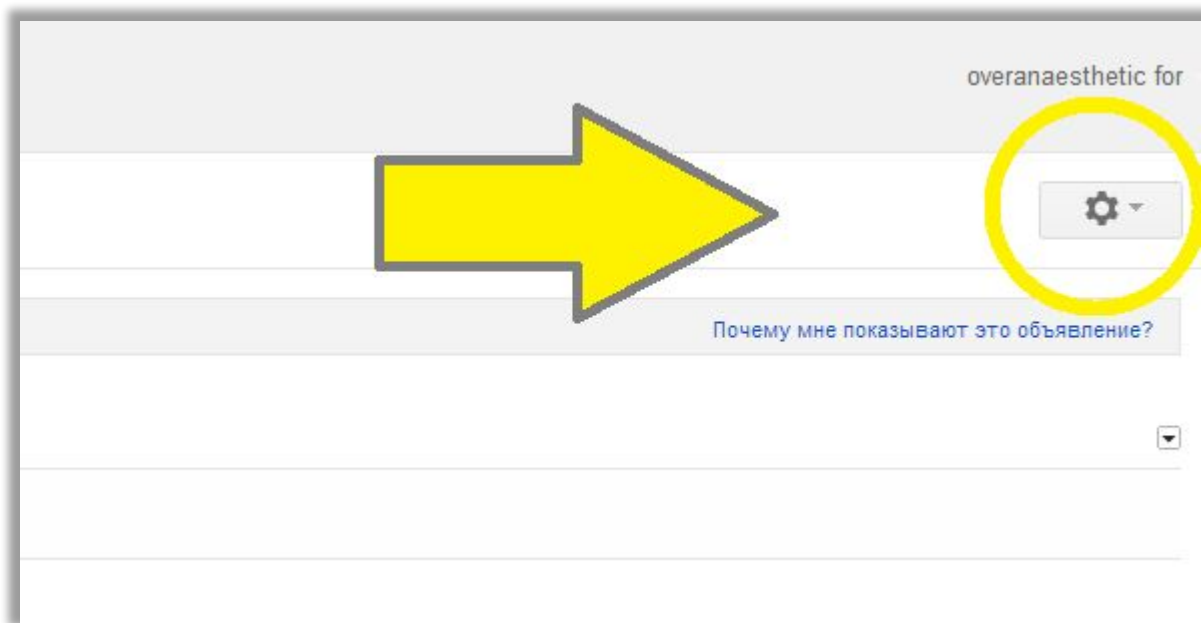 overanaesthetic for
Почему мне показывают это объявление?